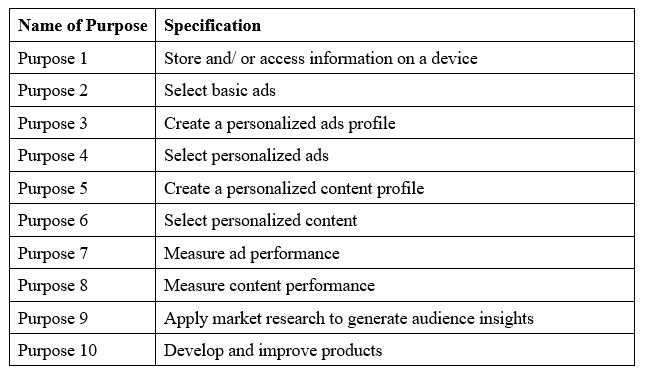 Name of Purpose Specification
Purpose 1 Store and/ or access information on a device
Purpose 2 Select basic ads
Purpose 3 Create a personalized ads profile
Purpose 4 Select personalized ads
Purpose 5 Create a personalized content profile
Purpose 6 Select personalized content
Purpose 7 Measure ad performance
Purpose 8 Measure content performance
Purpose 9 Apply market research to generate audience insights
Purpose 10 Develop and improve products